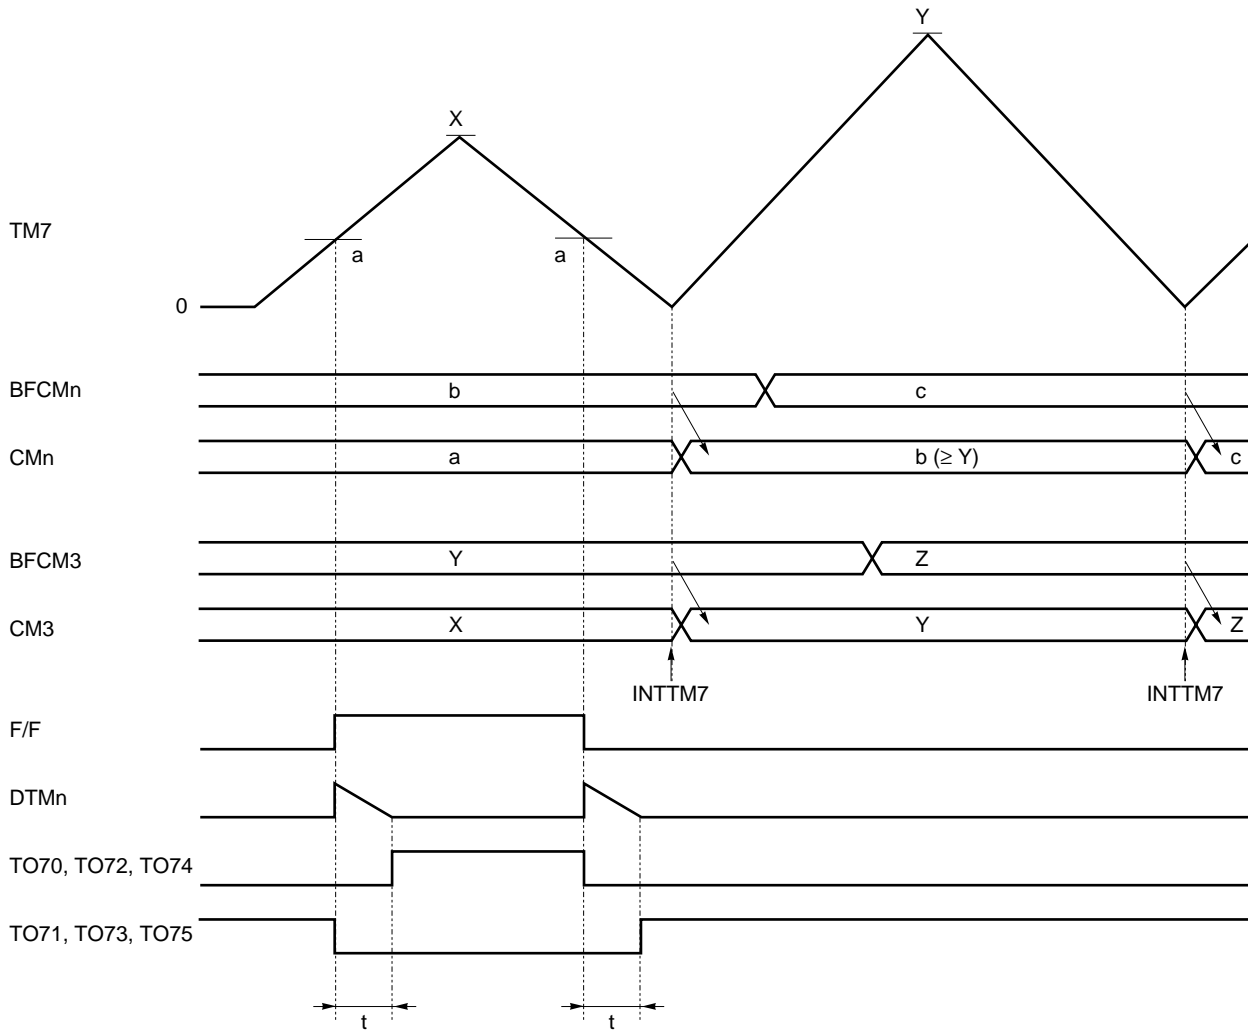 Y
X
TM7
a
a
0
BFCMn
b
c
CMn
a
b (≥ Y)
c
BFCM3
Y
Z
CM3
X
Y
Z
INTTM7
INTTM7
F/F
DTMn
TO70, TO72, TO74
TO71, TO73, TO75
t
t